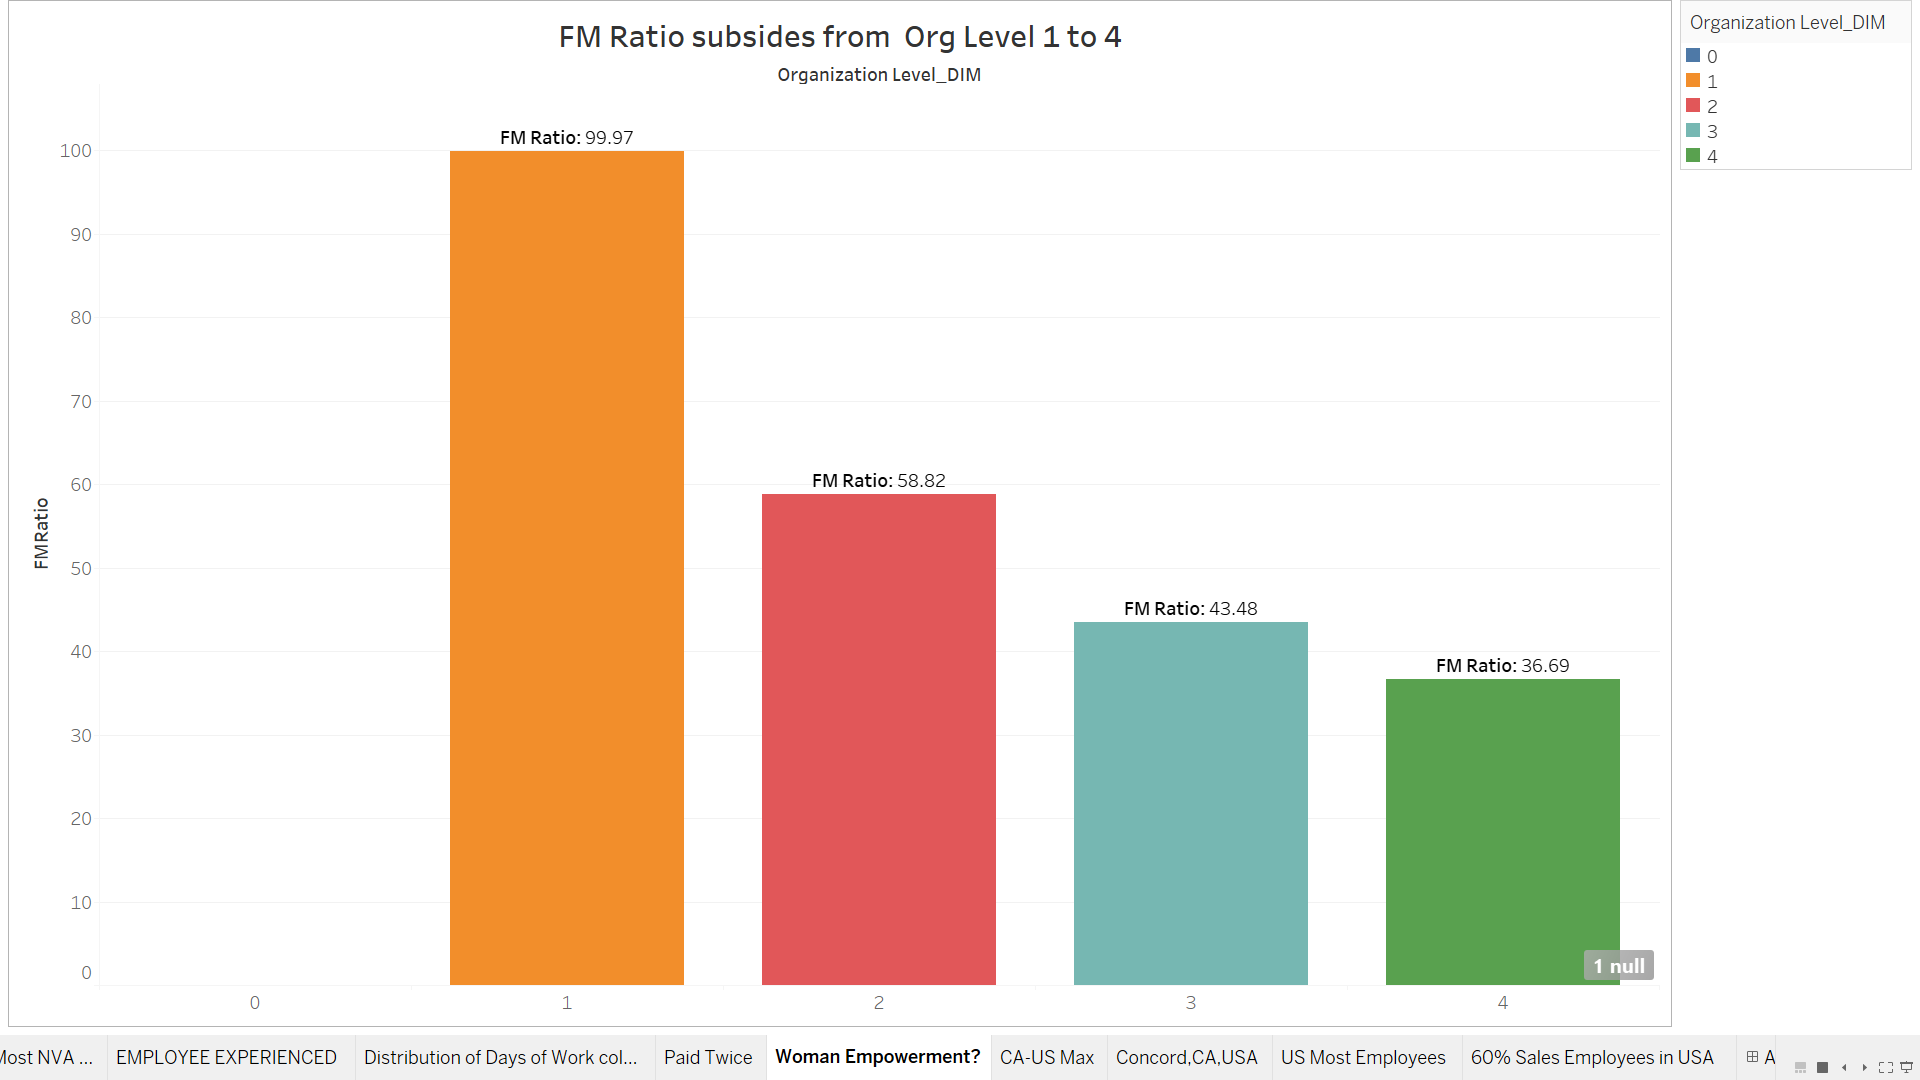 FM Ratio subsides from  Org Level 1 to 4
Organization Level_DIM
FMRatio
100
90
80
70
60
50
40
30
20
10
0
FM Ratio: 99.97
FM Ratio: 58.82
FM Ratio: 43.48
FM Ratio: 36.69
1 null
0 1 2 3 4
Organization Level_DIM
0
1
2
3
4
Most NVA ... EMPLOYEE EXPERIENCED Distribution of Days of Work col... Paid Twice Woman Empowerment? CA-US Max Concord,CA,USA US Most Employees 60% Sales Employees in USA A